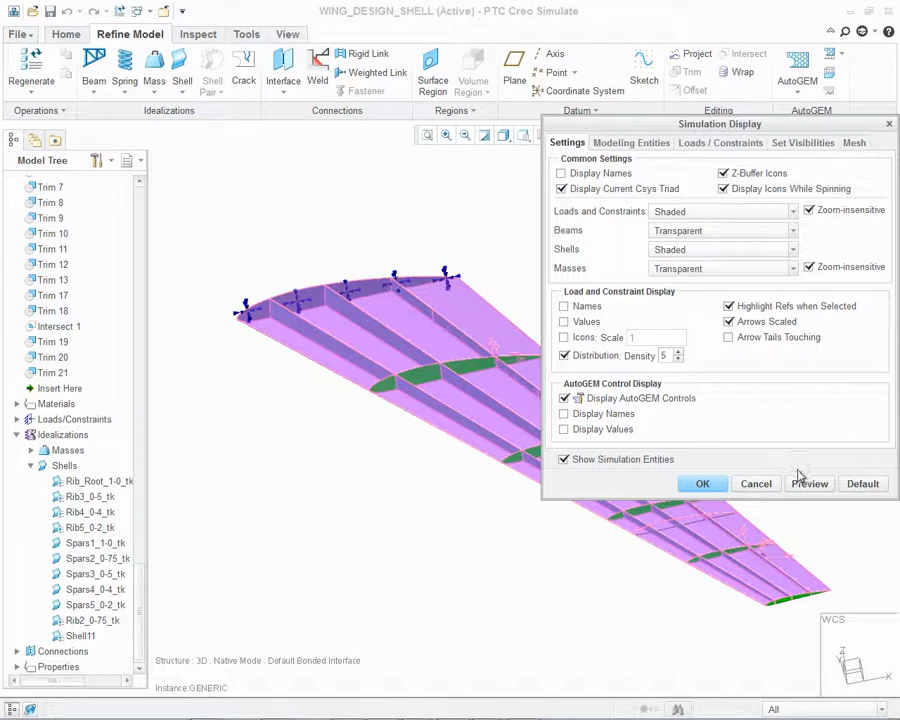 WING_DESIGN_SHELL (Active) - PTC Creo Simulate
File
Home
Refine Model
Inspect
Tools
View
Regenerate
Beam
Spring
Mass
Shell
Shell Pair
Crack
Interface
Weld
Rigid Link
Weighted Link
Fastener
Surface Region
Volume Region
Plane
Axis
Point
Coordinate System
Sketch
Project
Intersect
Trim
Wrap
Offset
AutoGEM
Operations
Idealizations
Connections
Regions
Datum
Editing
AutoGEM
Model Tree
Trim 7
Trim 8
Trim 9
Trim 10
Trim 11
Trim 12
Trim 13
Trim 17
Trim 18
Intersect 1
Trim 19
Trim 20
Trim 21
Insert Here
Materials
Loads/Constraints
Idealizations
Masses
Shells
Rib_Root_1-0_tk
Rib3_0-5_tk
Rib4_0-4_tk
Rib5_0-2_tk
Spars1_1-0_tk
Spars2_0-75_tk
Spars3_0-5_tk
Spars4_0-4_tk
Spars5_0-2_tk
Rib2_0-75_tk
Shell11
Connections
Properties
Simulation Display
Settings
Modeling Entities
Loads / Constraints
Set Visibilities
Mesh
Common Settings
Display Names
Z-Buffer Icons
Display Current Csys Triad
Display Icons While Spinning
Loads and Constraints Shaded Zoom-insensitive
Beams Transparent
Shells Shaded
Masses Transparent Zoom-insensitive
Load and Constraint Display
Names
Highlight Refs when Selected
Values
Arrows Scaled
Icons: Scale 1
Arrow Tails Touching
Distribution: Density 5
AutoGEM Control Display
Display AutoGEM Controls
Display Names
Display Values
Show Simulation Entities
OK
Cancel
Preview
Default
WCS
Y
Z
X
Structure : 3D : Native Mode : Default Bonded Interface
Instance:GENERIC
All